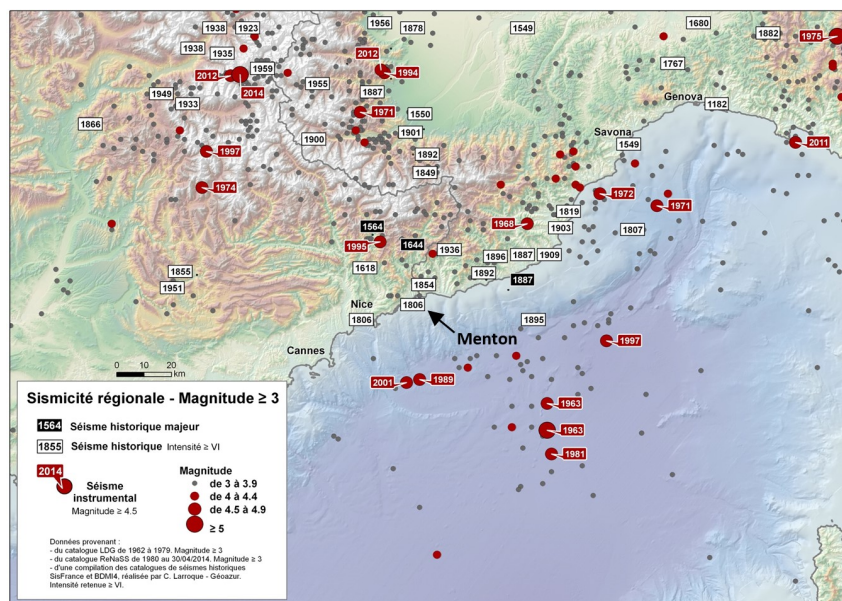 1938
1923
1956
1878
1549
1680
1882
1975
1938
1935
2012
1959
2012
1994
1767
2014
1955
1887
1949
1933
1971
1550
Genova
1182
1866
1901
1900
Savona
1549
2011
1997
1892
1849
1974
1972
1971
1564
1968
1819
1903
1807
1995
1644
1936
1618
1896
1887
1909
1855
1951
1892
1887
1854
Nice
1806
1806
1895
Menton
Cannes
1997
0 10 20
km
2001
1989
1963
1963
1981
Sismicité régionale - Magnitude ≥ 3
1564 Séisme historique majeur
1855 Séisme historique Intensité ≥ VI
2014
Séisme
instrumental
Magnitude ≥ 4.5
Magnitude
de 3 à 3.9
de 4 à 4.4
de 4.5 à 4.9
≥ 5
Données provenant :
- du catalogue LDG de 1962 à 1979. Magnitude ≥ 3
- du catalogue ReNaSS de 1980 au 30/04/2014. Magnitude ≥ 3
- d'une compilation des catalogues de séismes historiques
SisFrance et BDMI4, réalisée par C. Larroque - Géoazur.
Intensité retenue ≥ VI.